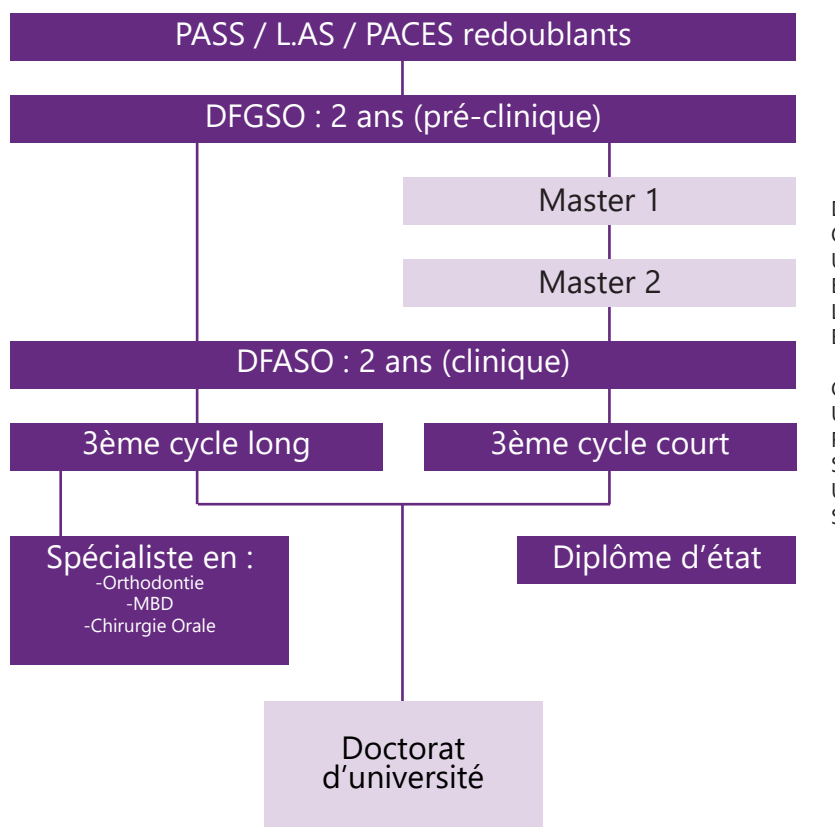 PASS / L.AS / PACES redoublants
DFGSO : 2 ans (pré-clinique)
Master 1
Master 2
DFASO : 2 ans (clinique)
3ème cycle long
3ème cycle court
Spécialiste en :
-Orthodontie
-MBD
-Chirurgie Orale
Diplôme d’état
Doctorat
d’université